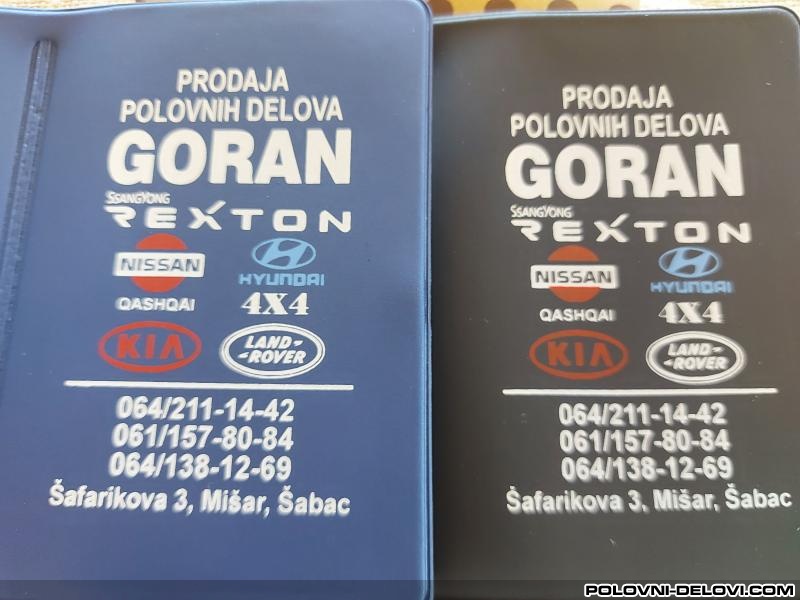 PRODAJA
POLOVNIH DELOVA
GORAN
SSANGYONG
REXTON
NISSAN
HYUNDAI
QASHQAI
4X4
KIA
LAND-
-ROVER
064/211-14-42
061/157-80-84
064/138-12-69
Šafarikova 3, Mišar, Šabac
PRODAJA
POLOVNIH DELOVA
GORAN
SSANGYONG
REXTON
NISSAN
HYUNDAI
QASHQAI
4X4
KIA
LAND-
-ROVER
064/211-14-42
061/157-80-84
064/138-12-69
Šafarikova 3, Mišar, Šabac
POLOVNI-DELOVI.COM